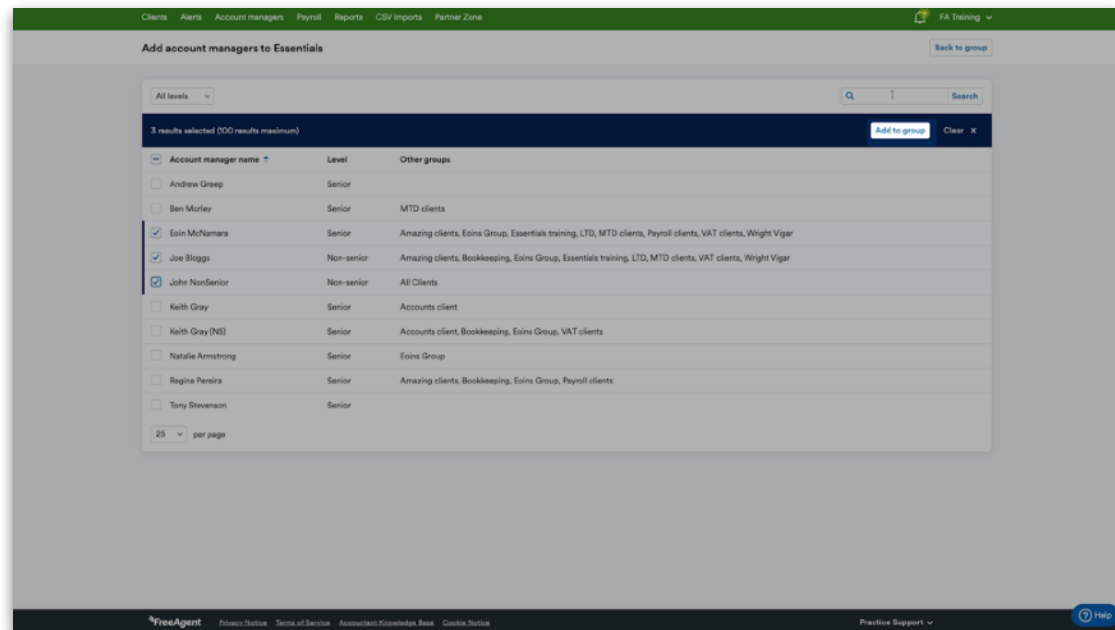 Clients Alerts Account managers Payroll Reports CSV imports Partner Zone FA Training
Add account managers to Essentials Back to group
All levels Search
3 results selected (100 results maximum) Add to group Clear X
Account manager name Level Other groups
Andrew Greep Senior
Ben Morley Senior MTD clients
Eoin McNamara Senior Amazing clients, Eoins Group, Essentials training, LTD, MTD clients, Payroll clients, VAT clients, Wright Vigar
Joe Bloggs Non-senior Amazing clients, Bookkeeping, Eoins Group, Essentials training, LTD, MTD clients, VAT clients, Wright Vigar
John NonSenior Non-senior All Clients
Keith Gray Senior Accounts client
Keith Gray (NS) Senior Accounts client, Bookkeeping, Eoins Group, VAT clients
Natalie Armstrong Senior Eoins Group
Regina Pereira Senior Amazing clients, Bookkeeping, Eoins Group, Payroll clients
Tony Stevenson Senior
25 per page
FreeAgent Privacy Notice Terms of Service Accountant Knowledge Base Cookie Notice Practice Support
? Help